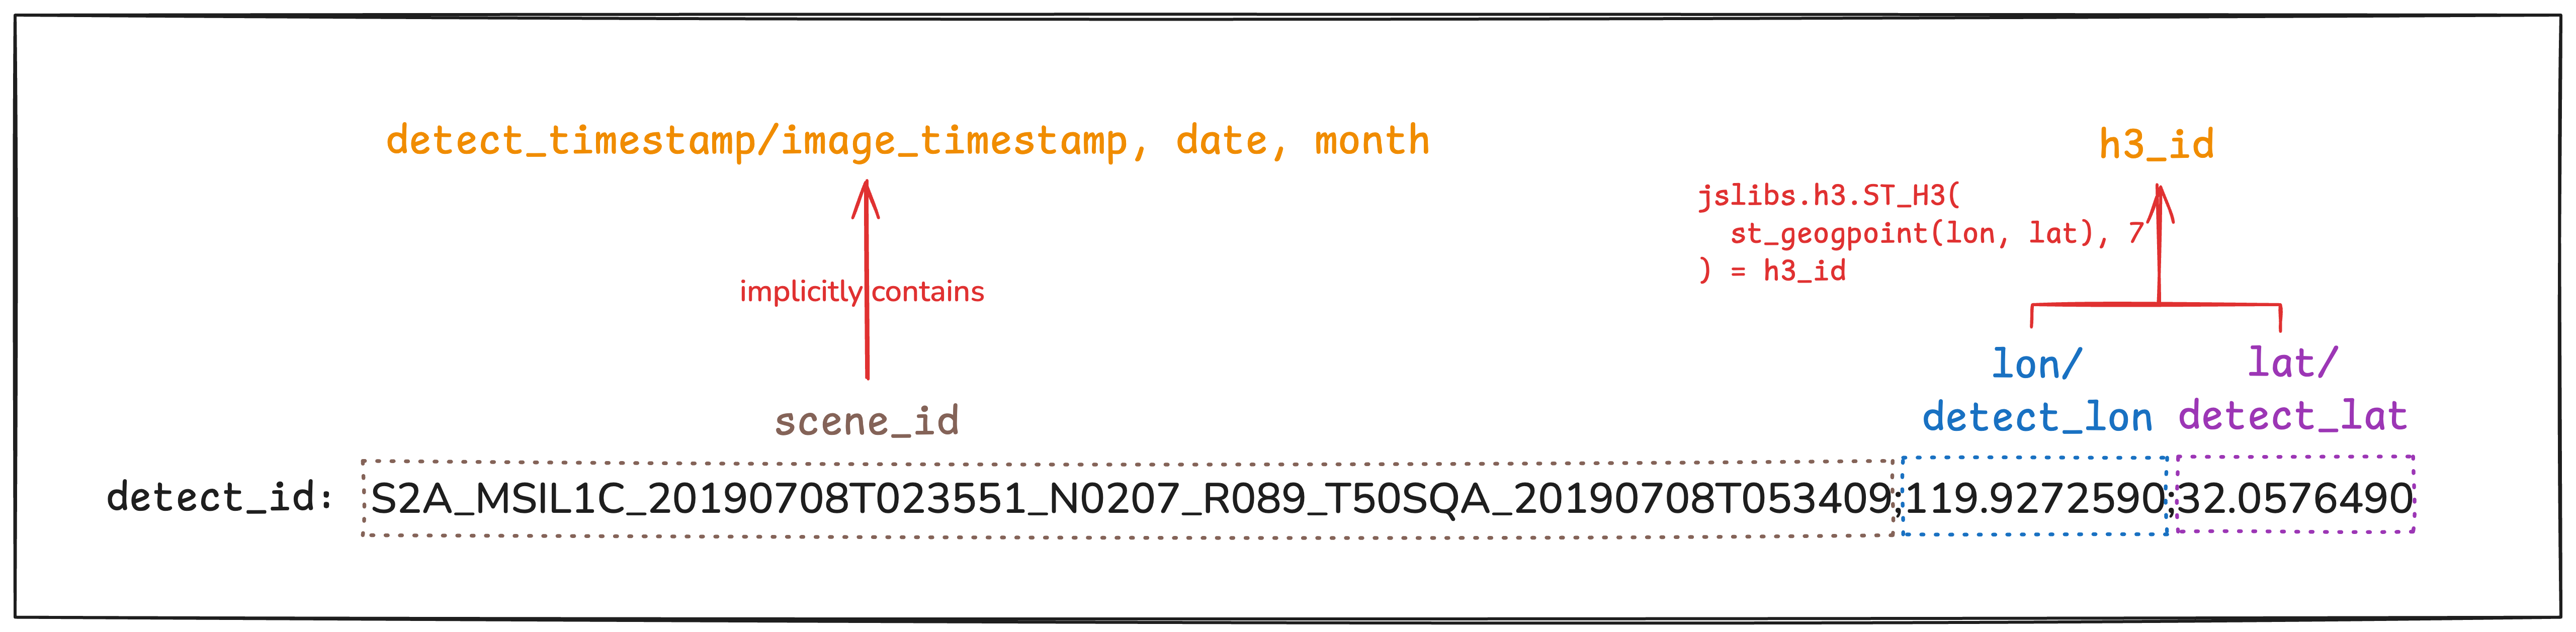 detect_timestamp/image_timestamp, date, month
h3_id
jslibs.h3.ST_H3(
st_geogpoint(lon, lat), 7
) = h3_id
implicitly contains
lon/
detect_lon
lat/
detect_lat
scene_id
detect_id: S2A_MSIL1C_20190708T023551_N0207_R089_T50SQA_20190708T053409;119.9272590;32.0576490